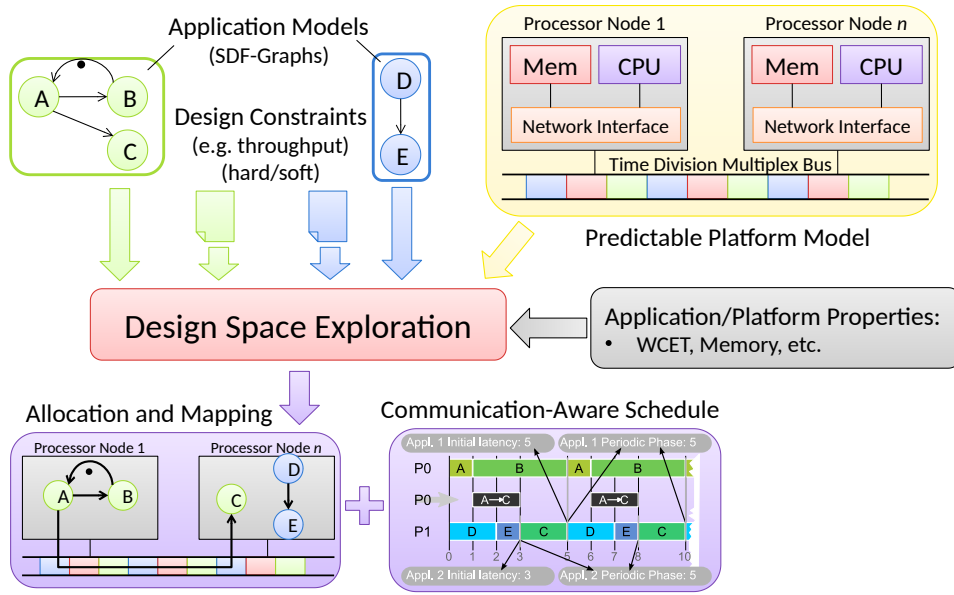 Application Models
(SDF-Graphs)
A
B
C
D
E
Design Constraints
(e.g. throughput)
(hard/soft)
Processor Node 1
Mem
CPU
Network Interface
Processor Node n
Mem
CPU
Network Interface
Time Division Multiplex Bus
Predictable Platform Model
Design Space Exploration
Application/Platform Properties:
• WCET, Memory, etc.
Allocation and Mapping
Processor Node 1
A
B
Processor Node n
D
C
E
+
Communication-Aware Schedule
Appl. 1 Initial latency: 5
Appl. 1 Periodic Phase: 5
P0 A B A B
P0 A→C A→C
P1 D E C D E C
0 1 2 3 5 6 7 8 10
Appl. 2 Initial latency: 3
Appl. 2 Periodic Phase: 5